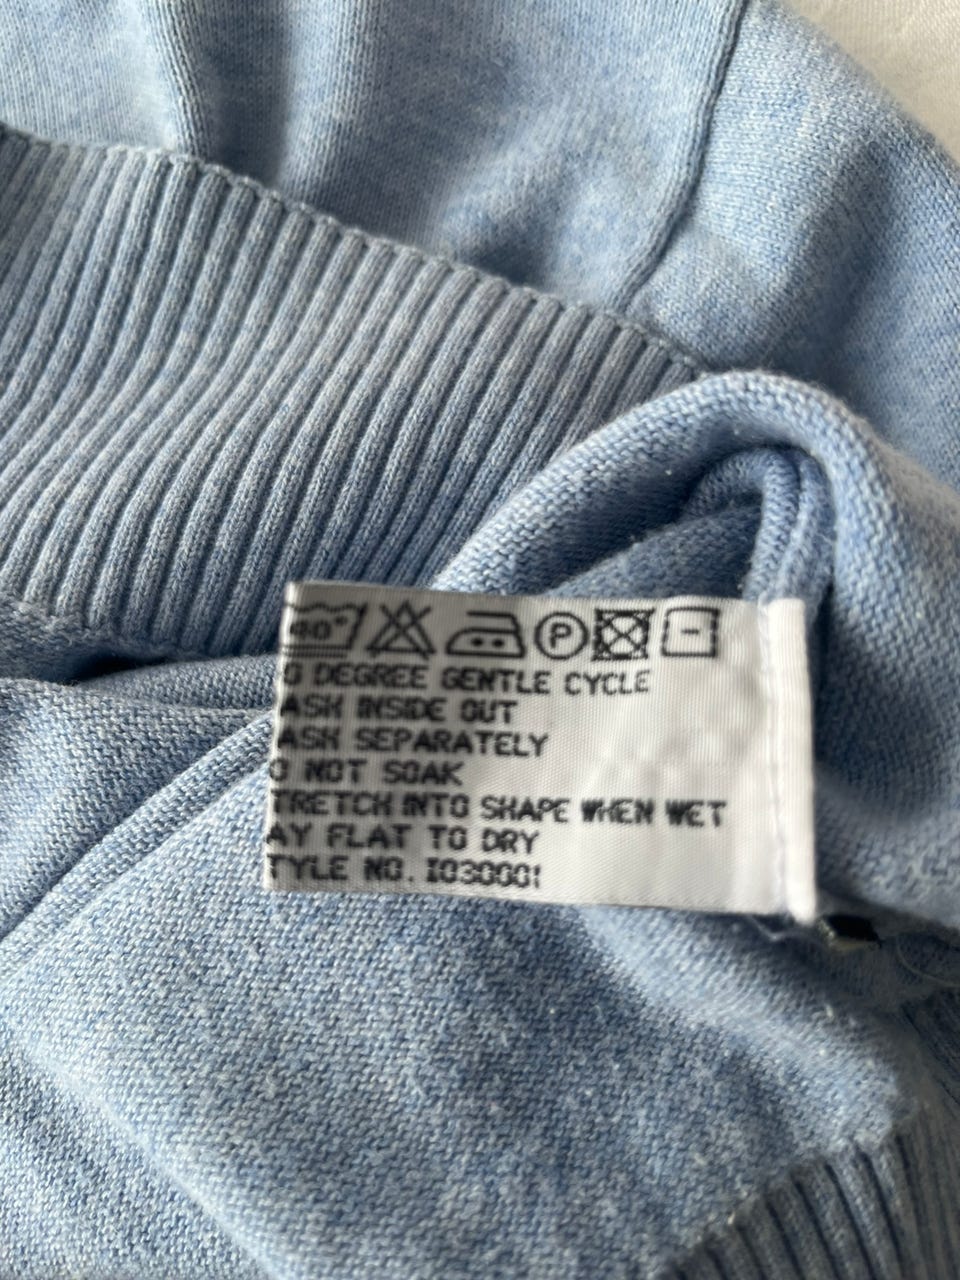 40° P
0 DEGREE GENTLE CYCLE
ASH INSIDE OUT
ASH SEPARATELY
O NOT SOAK
TRETCH INTO SHAPE WHEN WET
AY FLAT TO DRY
TYLE NO. I030001